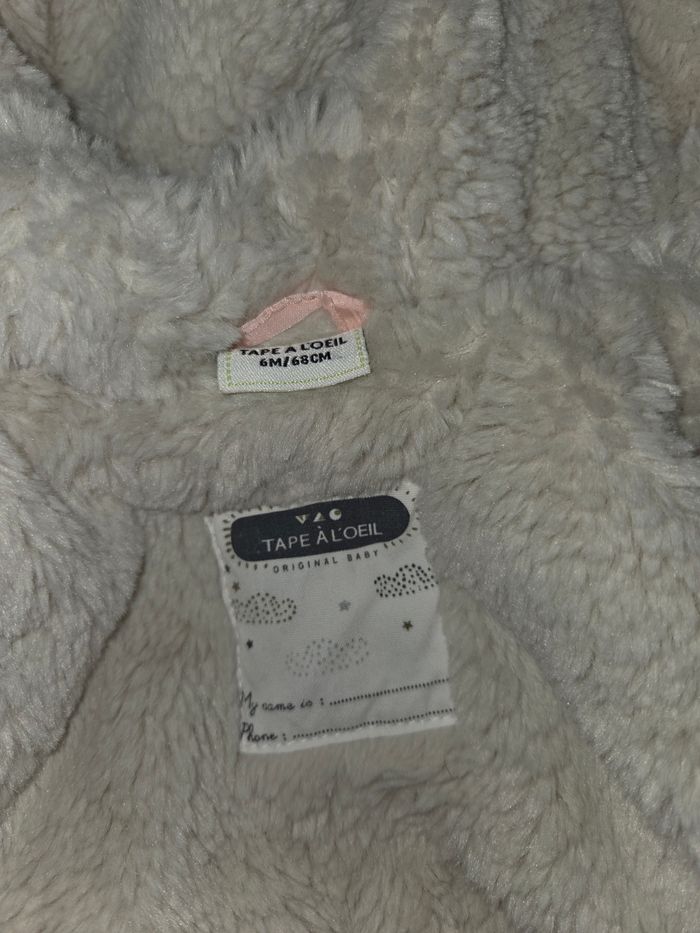 TAPE A L'OEIL
6M/68CM
TAPE À L'OEIL
ORIGINAL BABY
My name is :
Phone :